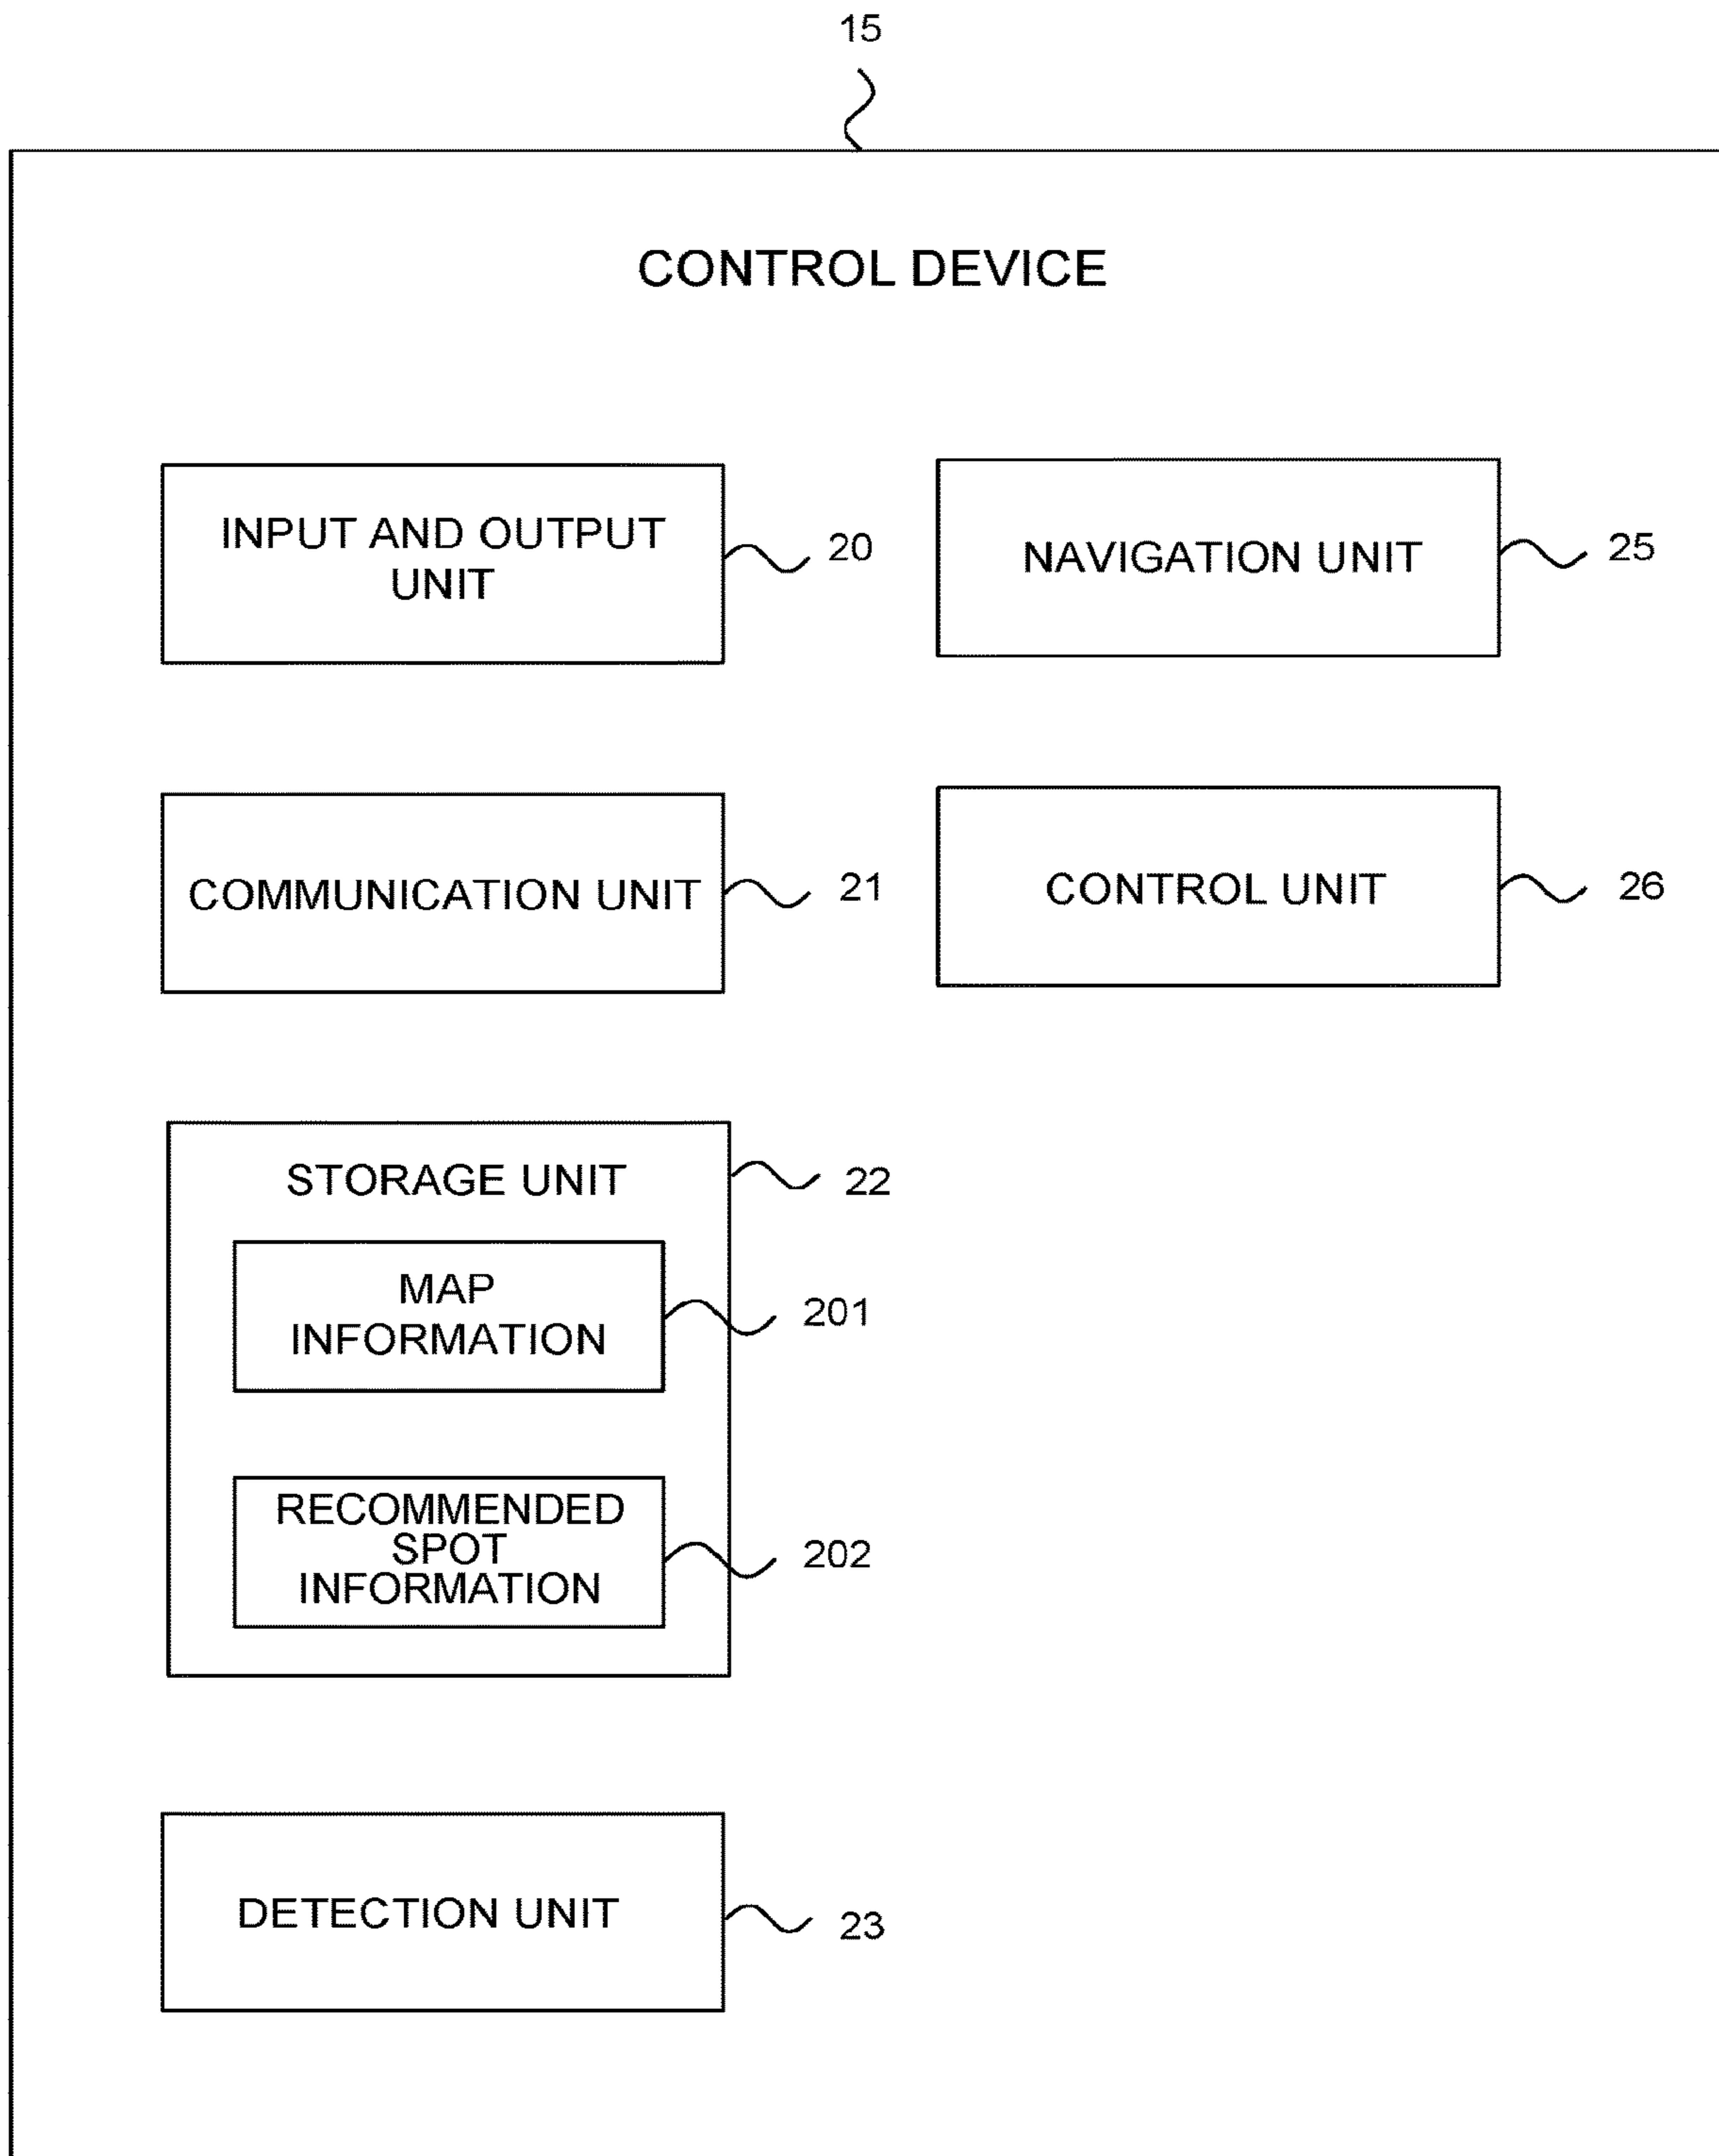 15
CONTROL DEVICE
INPUT AND OUTPUT
UNIT
20
NAVIGATION UNIT
25
COMMUNICATION UNIT
21
CONTROL UNIT
26
STORAGE UNIT
22
MAP
INFORMATION
201
RECOMMENDED
SPOT
INFORMATION
202
DETECTION UNIT
23